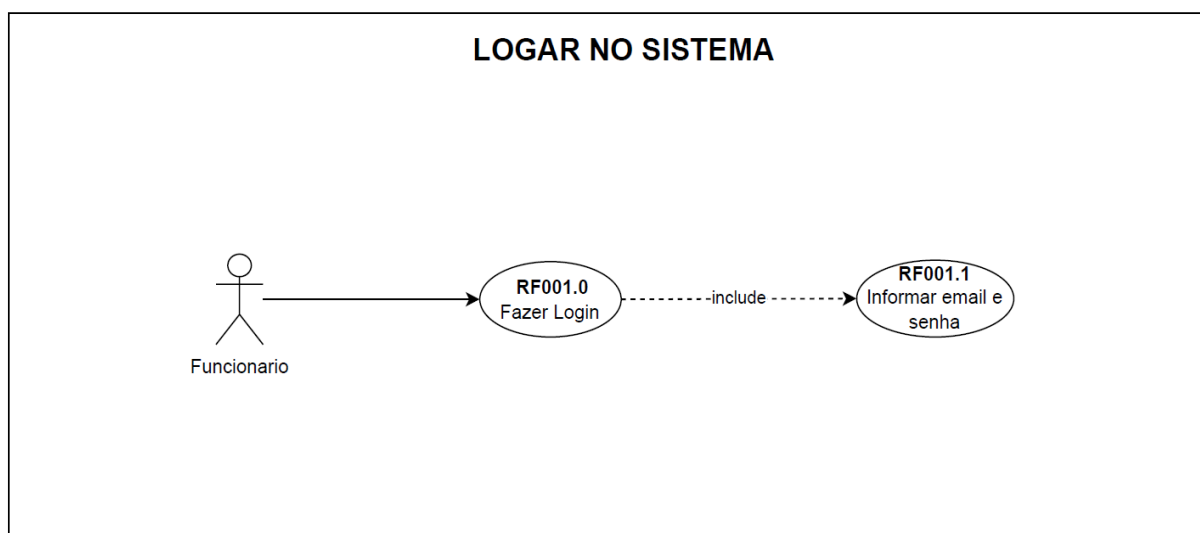 LOGAR NO SISTEMA
RF001.0
Fazer Login
include
RF001.1
Informar email e
senha
Funcionario